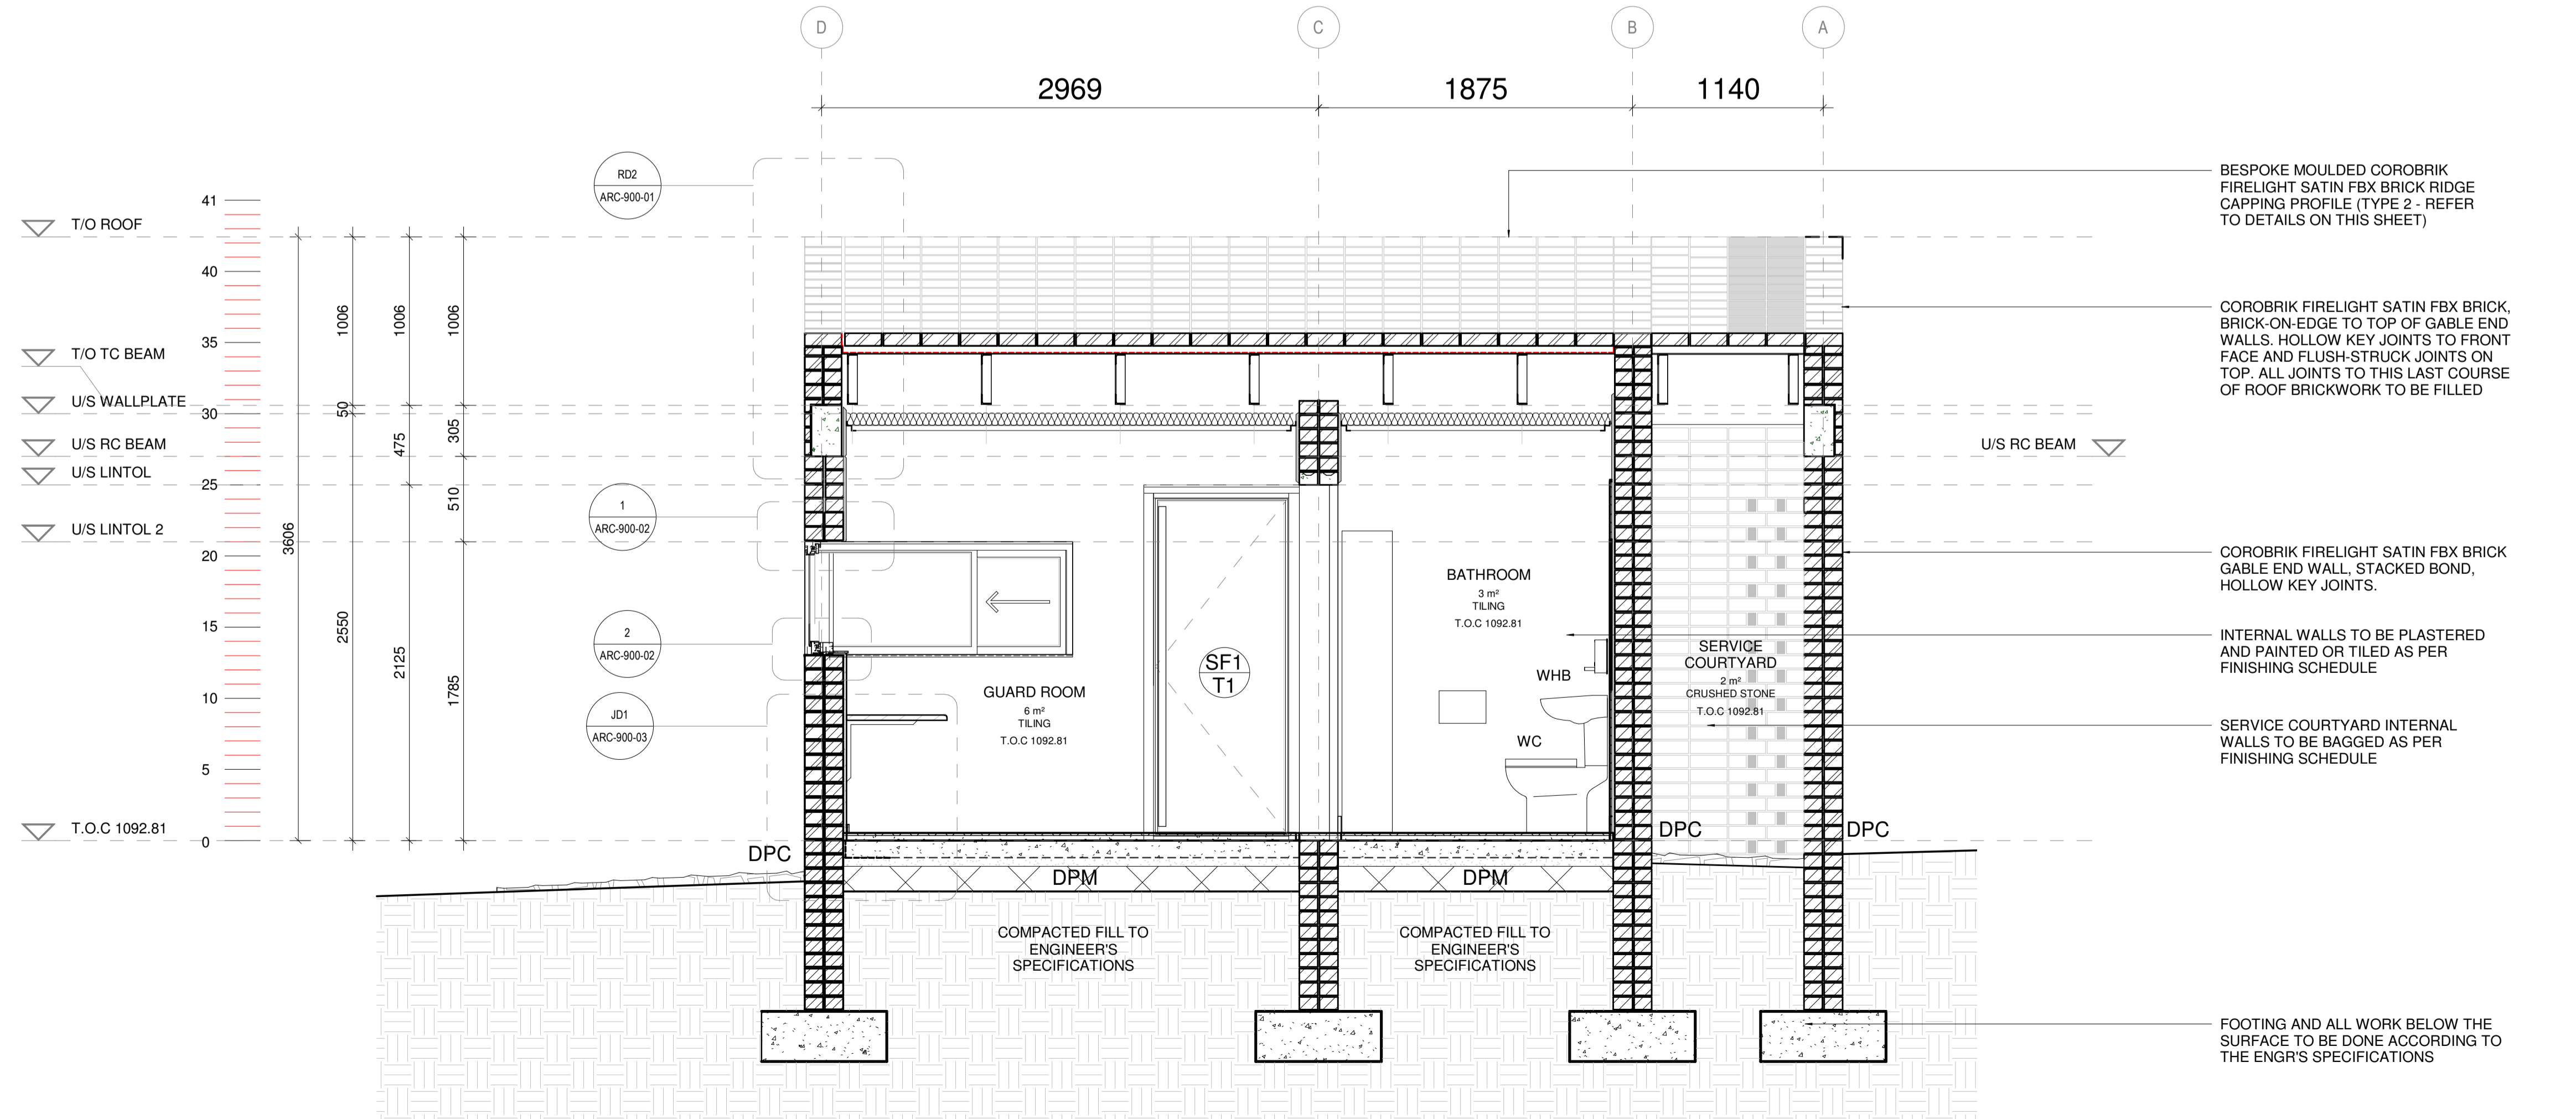 D
C
B
A
2969
1875
1140
RD2
ARC-900-01
BESPOKE MOULDED COROBRIK
FIRELIGHT SATIN FBX BRICK RIDGE
CAPPING PROFILE (TYPE 2 - REFER
TO DETAILS ON THIS SHEET)
41
T/O ROOF
40
35
T/O TC BEAM
U/S WALLPLATE
30
U/S RC BEAM
U/S LINTOL
25
U/S LINTOL 2
20
15
10
5
T.O.C 1092.81
0
3606
1006
50
2550
1006
475
2125
1006
305
510
1785
COROBRIK FIRELIGHT SATIN FBX BRICK,
BRICK-ON-EDGE TO TOP OF GABLE END
WALLS. HOLLOW KEY JOINTS TO FRONT
FACE AND FLUSH-STRUCK JOINTS ON
TOP. ALL JOINTS TO THIS LAST COURSE
OF ROOF BRICKWORK TO BE FILLED
U/S RC BEAM
1
ARC-900-02
2
ARC-900-02
JD1
ARC-900-03
COROBRIK FIRELIGHT SATIN FBX BRICK
GABLE END WALL, STACKED BOND,
HOLLOW KEY JOINTS.
BATHROOM
3 m²
TILING
T.O.C 1092.81
INTERNAL WALLS TO BE PLASTERED
AND PAINTED OR TILED AS PER
FINISHING SCHEDULE
SERVICE
COURTYARD
2 m²
CRUSHED STONE
T.O.C 1092.81
SF1
T1
WHB
WC
GUARD ROOM
6 m²
TILING
T.O.C 1092.81
SERVICE COURTYARD INTERNAL
WALLS TO BE BAGGED AS PER
FINISHING SCHEDULE
DPC
DPC
DPC
DPM
DPM
COMPACTED FILL TO
ENGINEER'S
SPECIFICATIONS
COMPACTED FILL TO
ENGINEER'S
SPECIFICATIONS
FOOTING AND ALL WORK BELOW THE
SURFACE TO BE DONE ACCORDING TO
THE ENGR'S SPECIFICATIONS